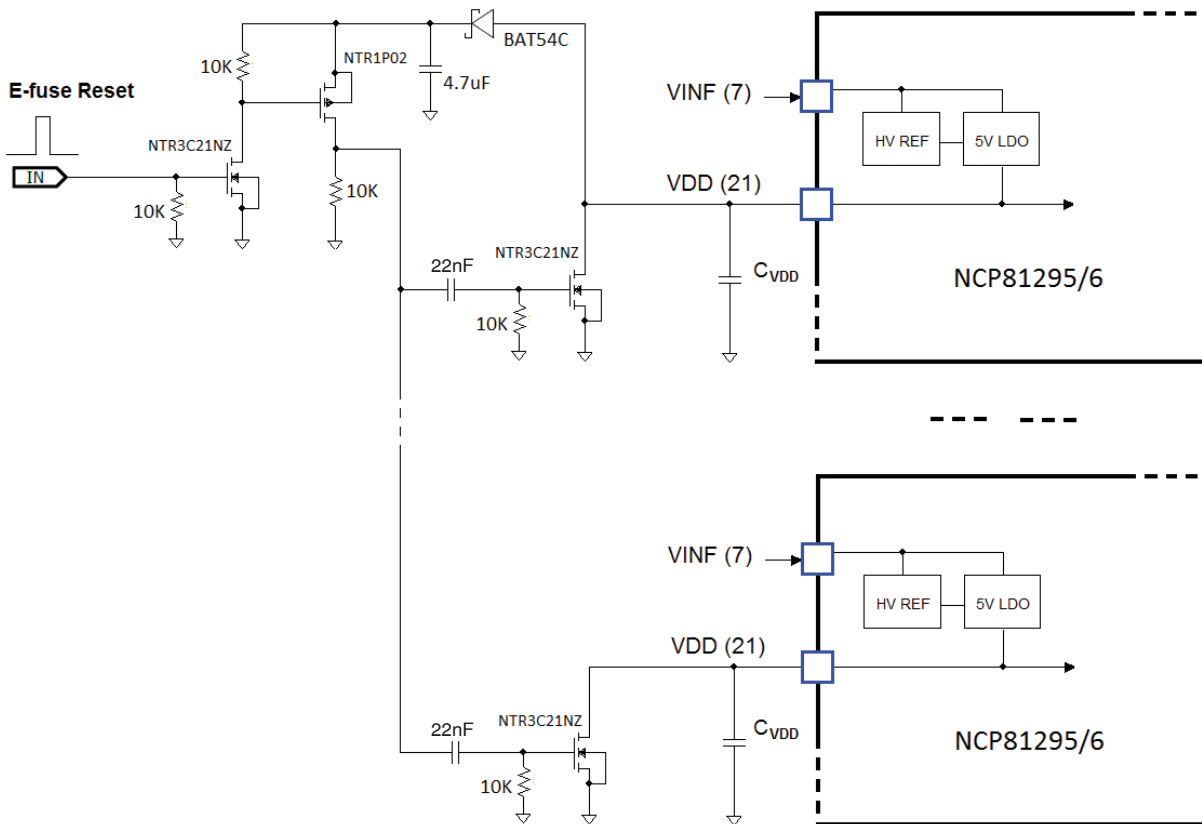 BAT54C
NTR1P02
10K
4.7uF
E-fuse Reset
VINF (7)
HV REF
5V LDO
NTR3C21NZ
IN
10K
10K
VDD (21)
NTR3C21NZ
22nF
CVDD
NCP81295/6
10K
VINF (7)
HV REF
5V LDO
VDD (21)
NTR3C21NZ
22nF
CVDD
NCP81295/6
10K